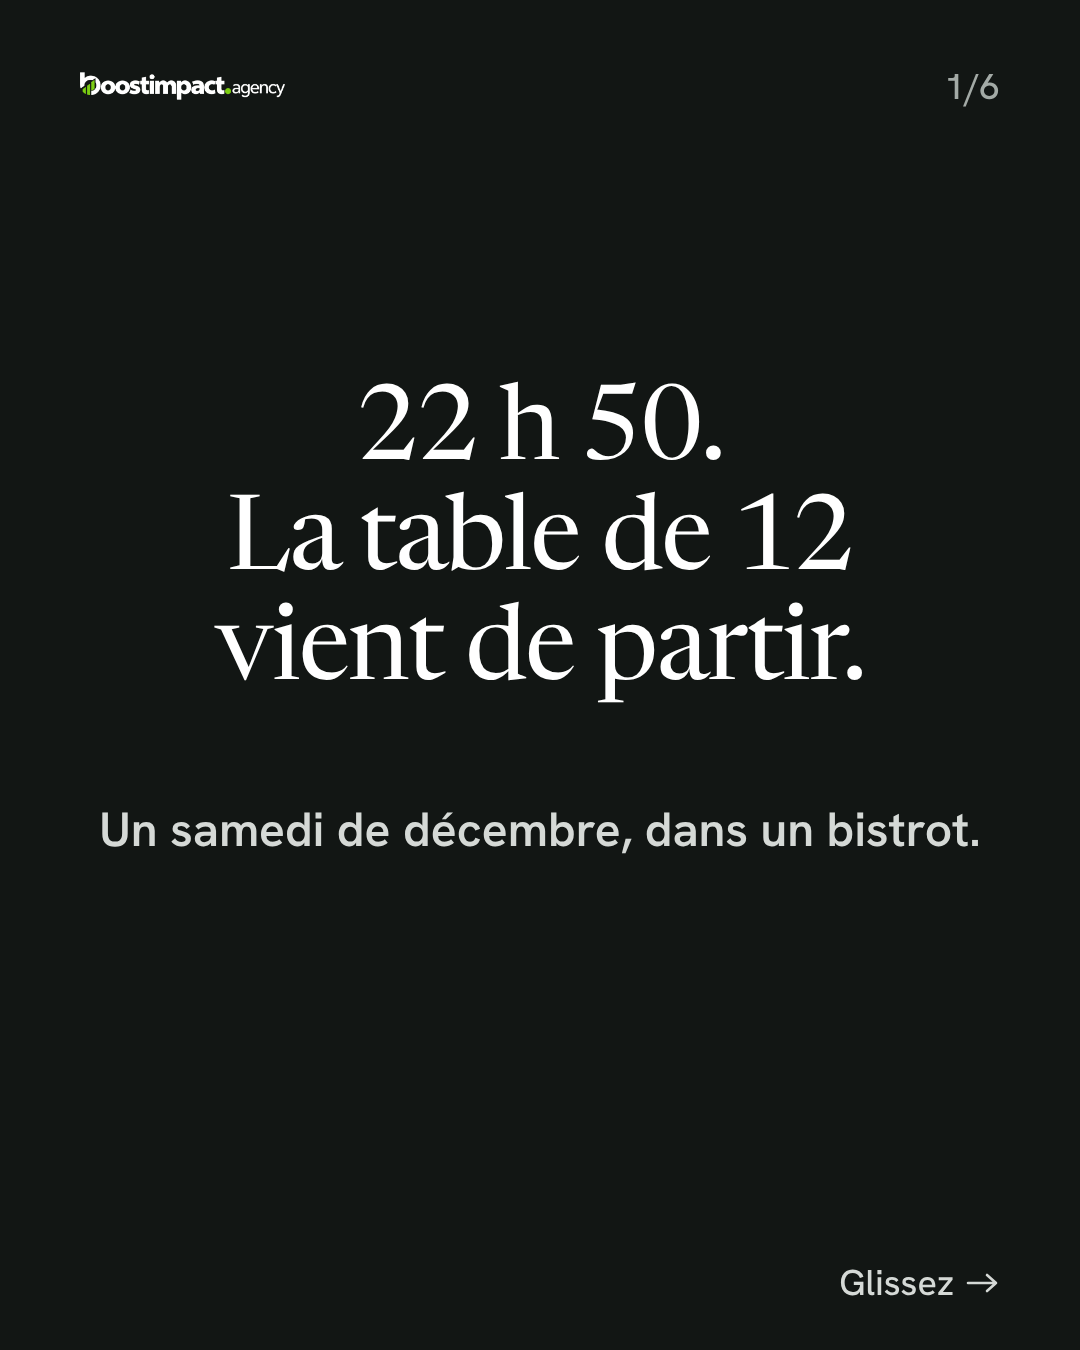 boostimpact.agency
1/6
22 h 50.
La table de 12
vient de partir.
Un samedi de décembre, dans un bistrot.
Glissez →